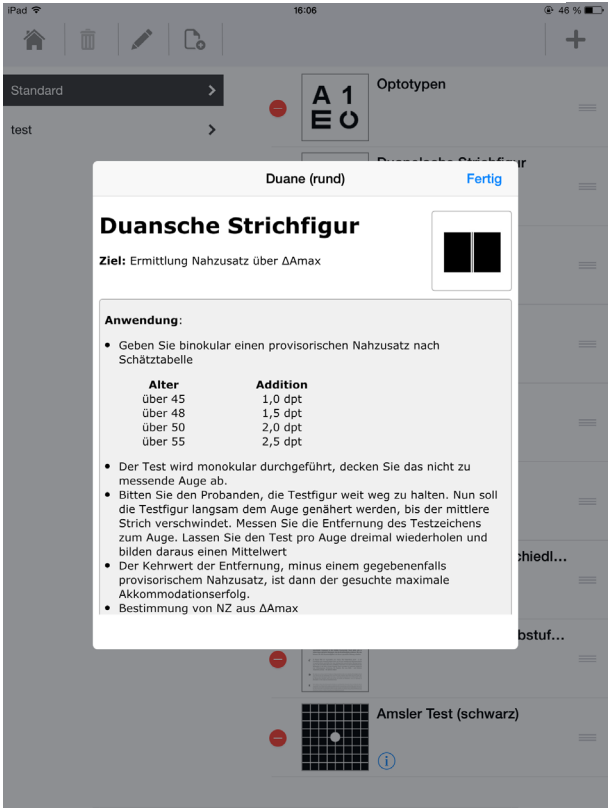 iPad 16:06 46 %
Standard
test
A 1
E O
Optotypen
Duane (rund) Fertig
Duansche Strichfigur
Ziel: Ermittlung Nahzusatz über ΔAmax
Anwendung:
• Geben Sie binokular einen provisorischen Nahzusatz nach
Schätztabelle
Alter Addition
über 45 1,0 dpt
über 48 1,5 dpt
über 50 2,0 dpt
über 55 2,5 dpt
• Der Test wird monokular durchgeführt, decken Sie das nicht zu
messende Auge ab.
• Bitten Sie den Probanden, die Testfigur weit weg zu halten. Nun soll
die Testfigur langsam dem Auge genähert werden, bis der mittlere
Strich verschwindet. Messen Sie die Entfernung des Testzeichens
zum Auge. Lassen Sie den Test pro Auge dreimal wiederholen und
bilden daraus einen Mittelwert
• Der Kehrwert der Entfernung, minus einem gegebenenfalls
provisorischem Nahzusatz, ist dann der gesuchte maximale
Akkommodationserfolg.
• Bestimmung von NZ aus ΔAmax
chiedl...
bstuf...
Amsler Test (schwarz)